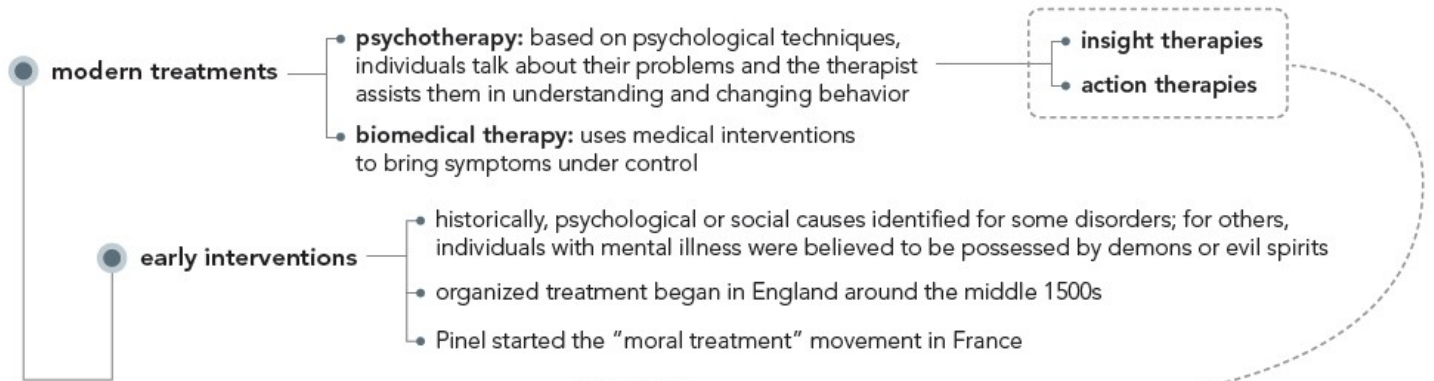 modern treatments
psychotherapy: based on psychological techniques,
individuals talk about their problems and the therapist
assists them in understanding and changing behavior
insight therapies
action therapies
biomedical therapy: uses medical interventions
to bring symptoms under control
early interventions
historically, psychological or social causes identified for some disorders; for others,
individuals with mental illness were believed to be possessed by demons or evil spirits
organized treatment began in England around the middle 1500s
Pinel started the “moral treatment” movement in France